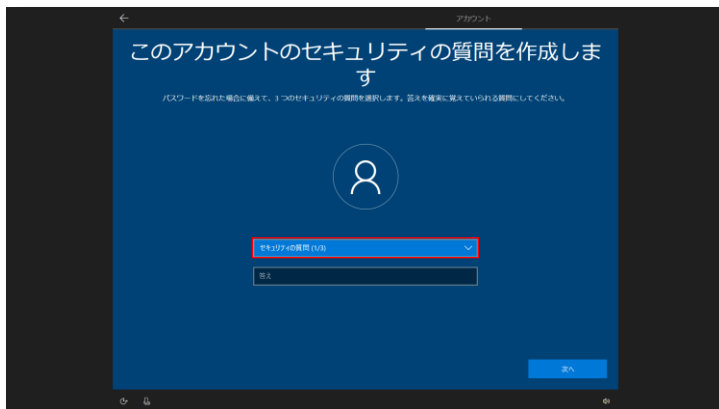 アカウント
このアカウントのセキュリティの質問を作成しま
す
パスワードを忘れた場合に備えて、3 つのセキュリティの質問を選択します。答えを確実に覚えていられる質問にしてください。
セキュリティの質問 (1/3)
答え
次へ